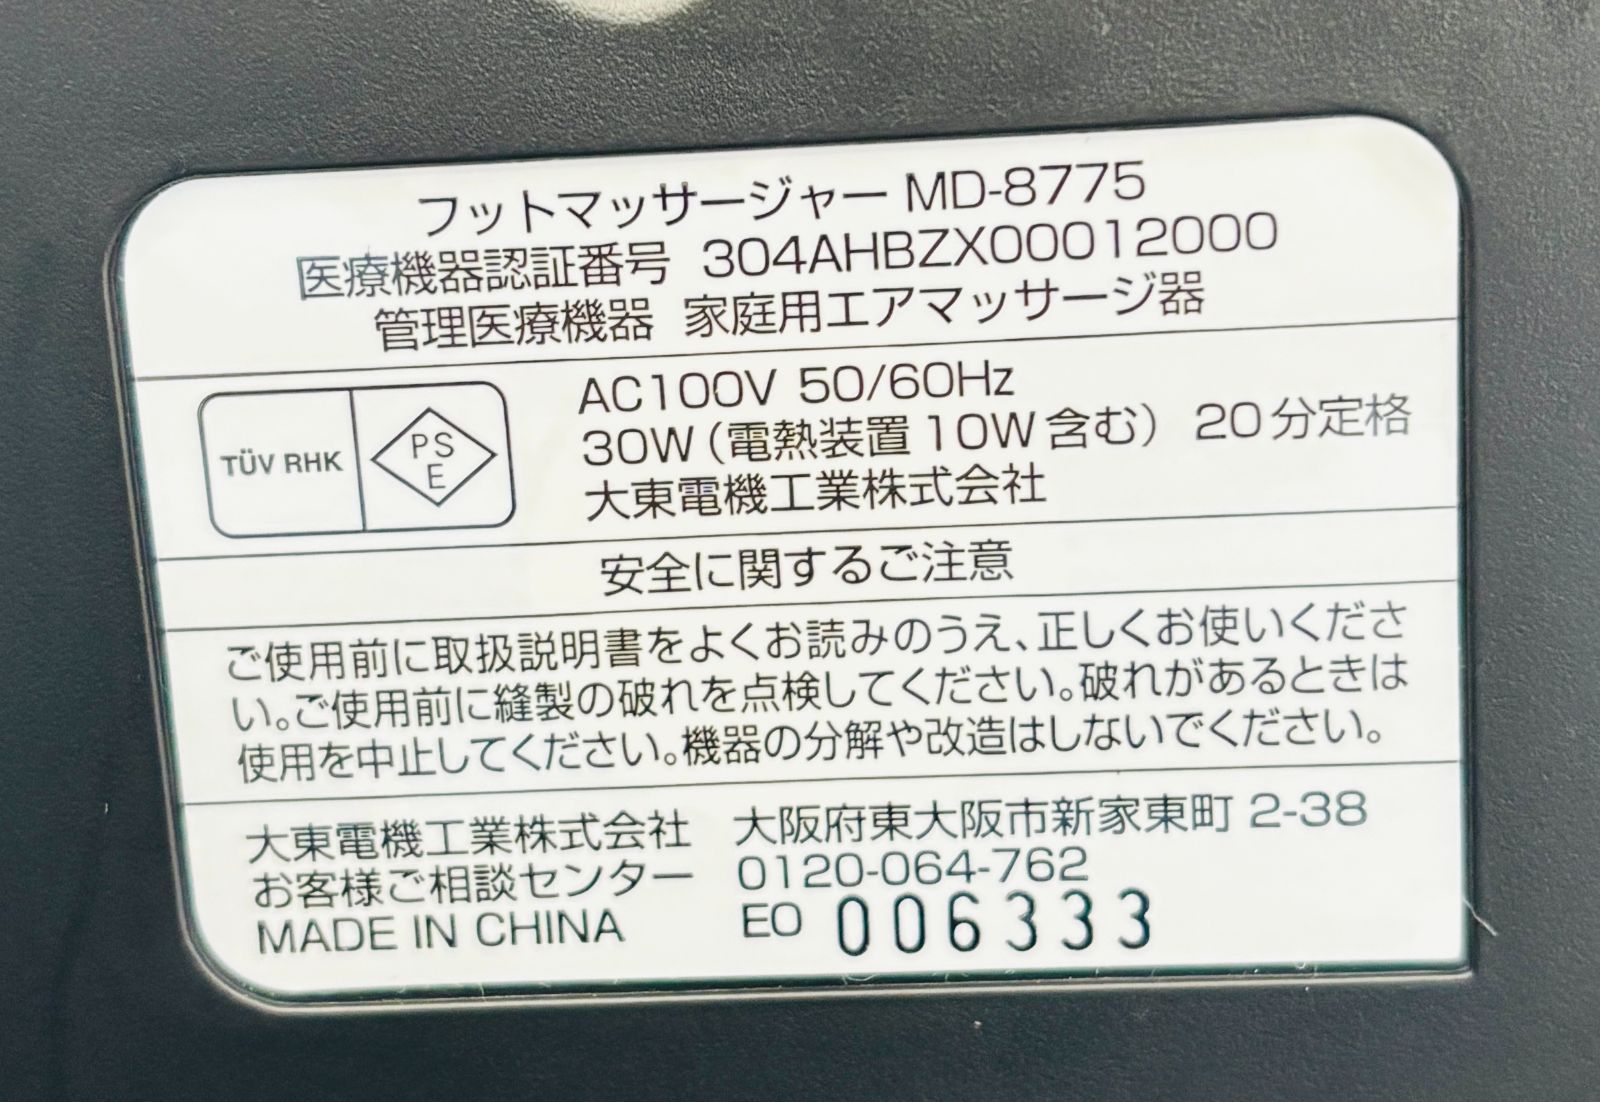 フットマッサージャー MD-8775
医療機器認証番号 304AHBZX00012000
管理医療機器 家庭用エアマッサージ器
TÜV RHK
PS
E
AC100V 50/60Hz
30W（電熱装置10W含む） 20分定格
大東電機工業株式会社
安全に関するご注意
ご使用前に取扱説明書をよくお読みのうえ、正しくお使いくださ
い。ご使用前に縫製の破れを点検してください。破れがあるときは
使用を中止してください。機器の分解や改造はしないでください。
大東電機工業株式会社 大阪府東大阪市新家東町 2-38
お客様ご相談センター 0120-064-762
MADE IN CHINA EO 006333